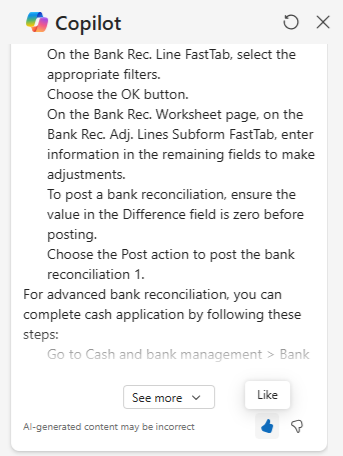 Copilot
On the Bank Rec. Line FastTab, select the
appropriate filters.
Choose the OK button.
On the Bank Rec. Worksheet page, on the
Bank Rec. Adj. Lines Subform FastTab, enter
information in the remaining fields to make
adjustments.
To post a bank reconciliation, ensure the
value in the Difference field is zero before
posting.
Choose the Post action to post the bank
reconciliation 1.
For advanced bank reconciliation, you can
complete cash application by following these
steps:
Go to Cash and bank management > Bank
See more
Like
AI-generated content may be incorrect